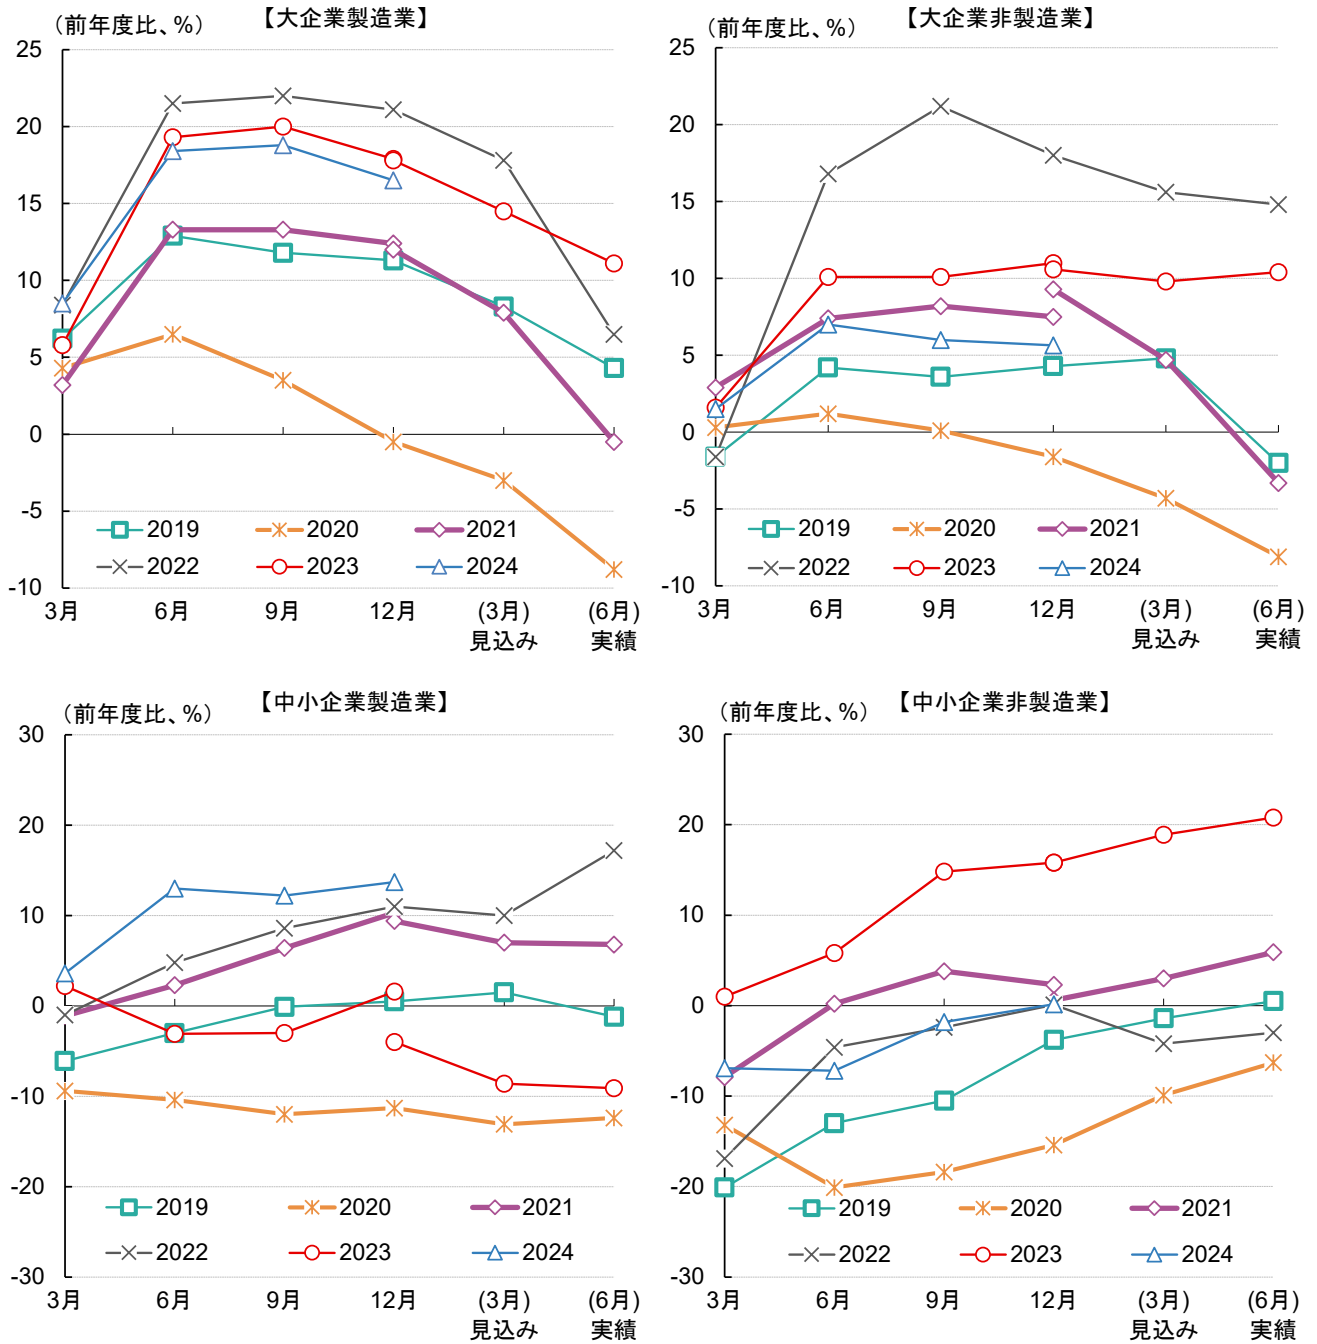 【大企業製造業】
(前年度比、%)
25
20
15
10
5
0
-5
-10
2019
2020
2021
2022
2023
2024
3月
6月
9月
12月
(3月)
見込み
(6月)
実績
【大企業非製造業】
(前年度比、%)
25
20
15
10
5
0
-5
-10
2019
2020
2021
2022
2023
2024
3月
6月
9月
12月
(3月)
見込み
(6月)
実績
【中小企業製造業】
(前年度比、%)
30
20
10
0
-10
-20
-30
2019
2020
2021
2022
2023
2024
3月
6月
9月
12月
(3月)
見込み
(6月)
実績
【中小企業非製造業】
(前年度比、%)
30
20
10
0
-10
-20
-30
2019
2020
2021
2022
2023
2024
3月
6月
9月
12月
(3月)
見込み
(6月)
実績